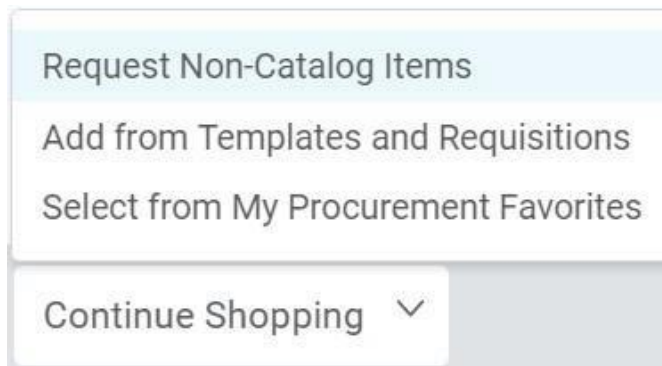 Request Non-Catalog Items
Add from Templates and Requisitions
Select from My Procurement Favorites
Continue Shopping